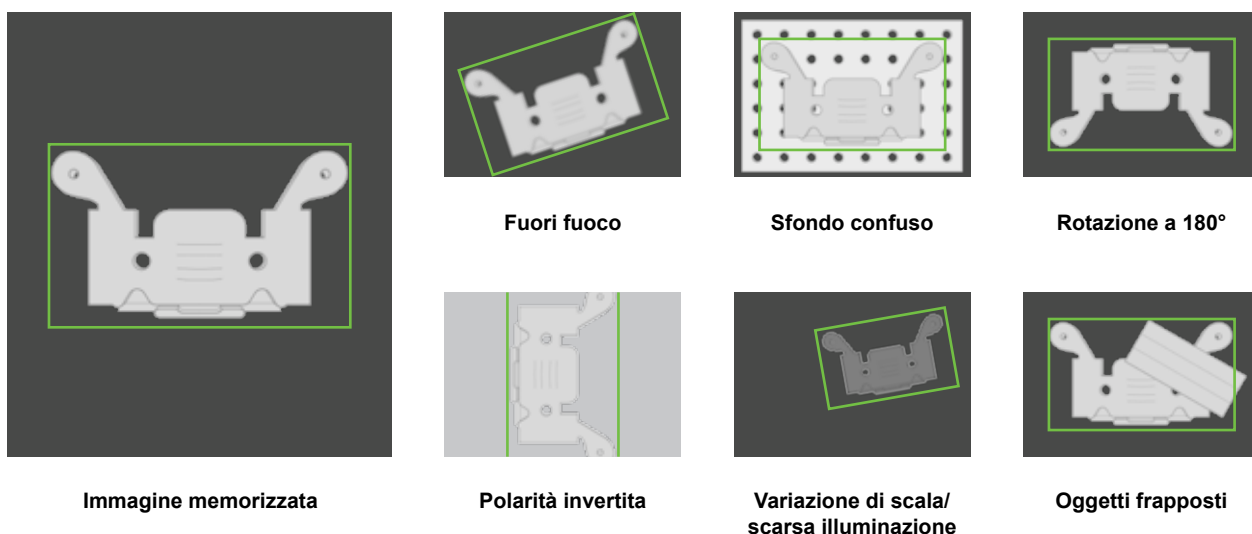 Fuori fuoco
Sfondo confuso
Rotazione a 180°
Immagine memorizzata
Polarità invertita
Variazione di scala/
scarsa illuminazione
Oggetti frapposti